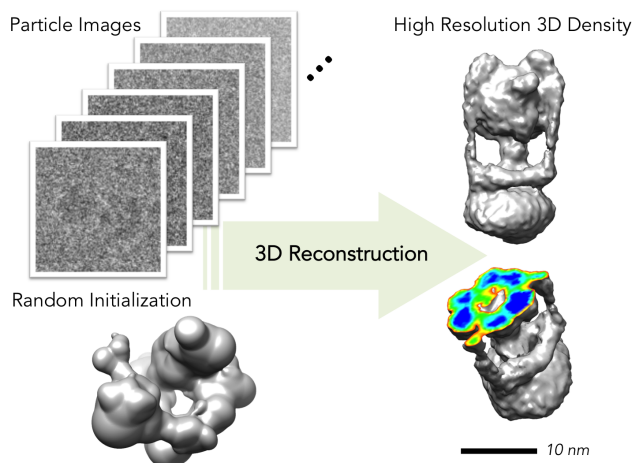 Particle Images
High Resolution 3D Density
3D Reconstruction
Random Initialization
10 nm